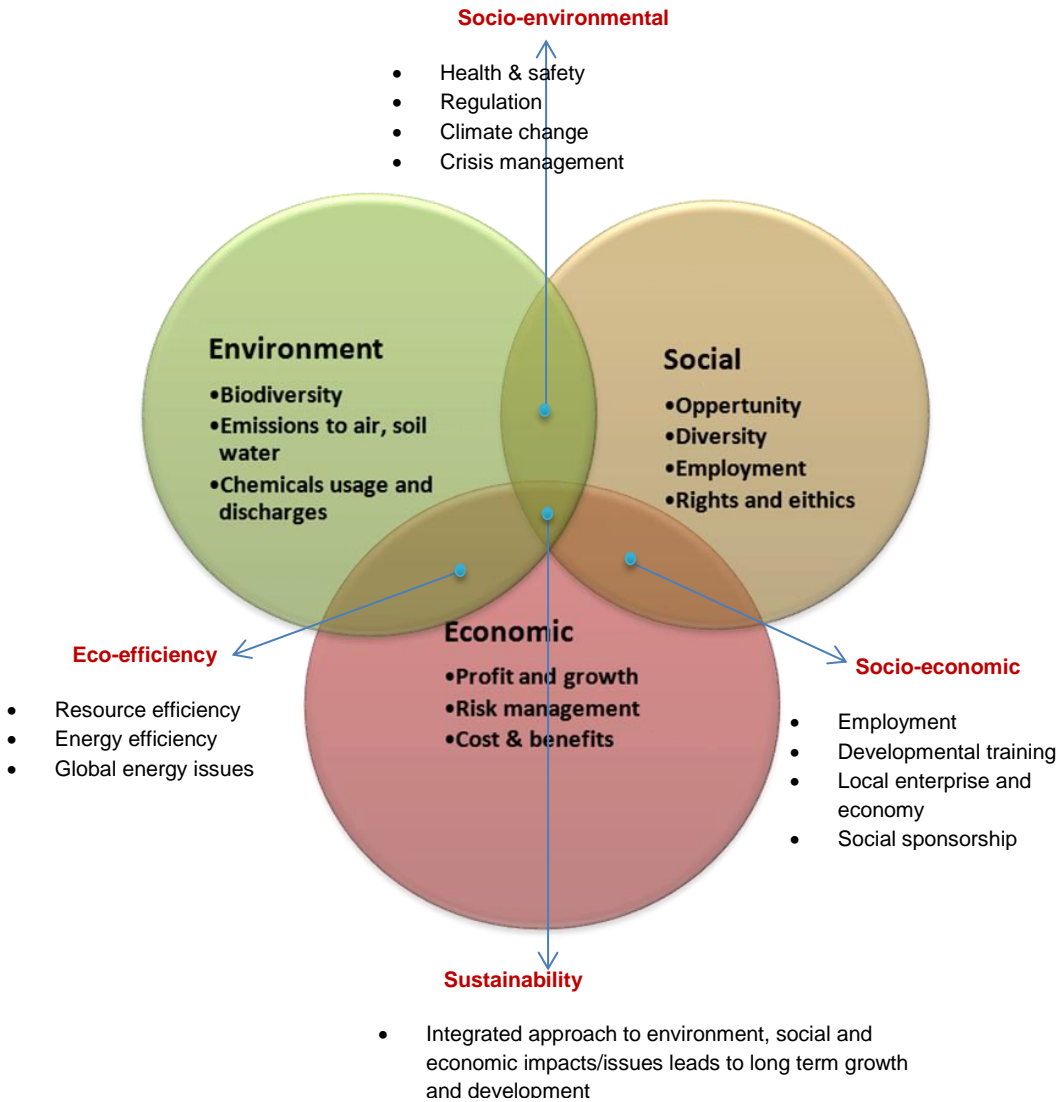 Socio-environmental
• Health & safety
• Regulation
• Climate change
• Crisis management
Environment
•Biodiversity
•Emissions to air, soil
water
•Chemicals usage and
discharges
Social
•Oppertunity
•Diversity
•Employment
•Rights and eithics
Economic
•Profit and growth
•Risk management
•Cost & benefits
Eco-efficiency
• Resource efficiency
• Energy efficiency
• Global energy issues
Socio-economic
• Employment
• Developmental training
• Local enterprise and
economy
• Social sponsorship
Sustainability
• Integrated approach to environment, social and
economic impacts/issues leads to long term growth
and development